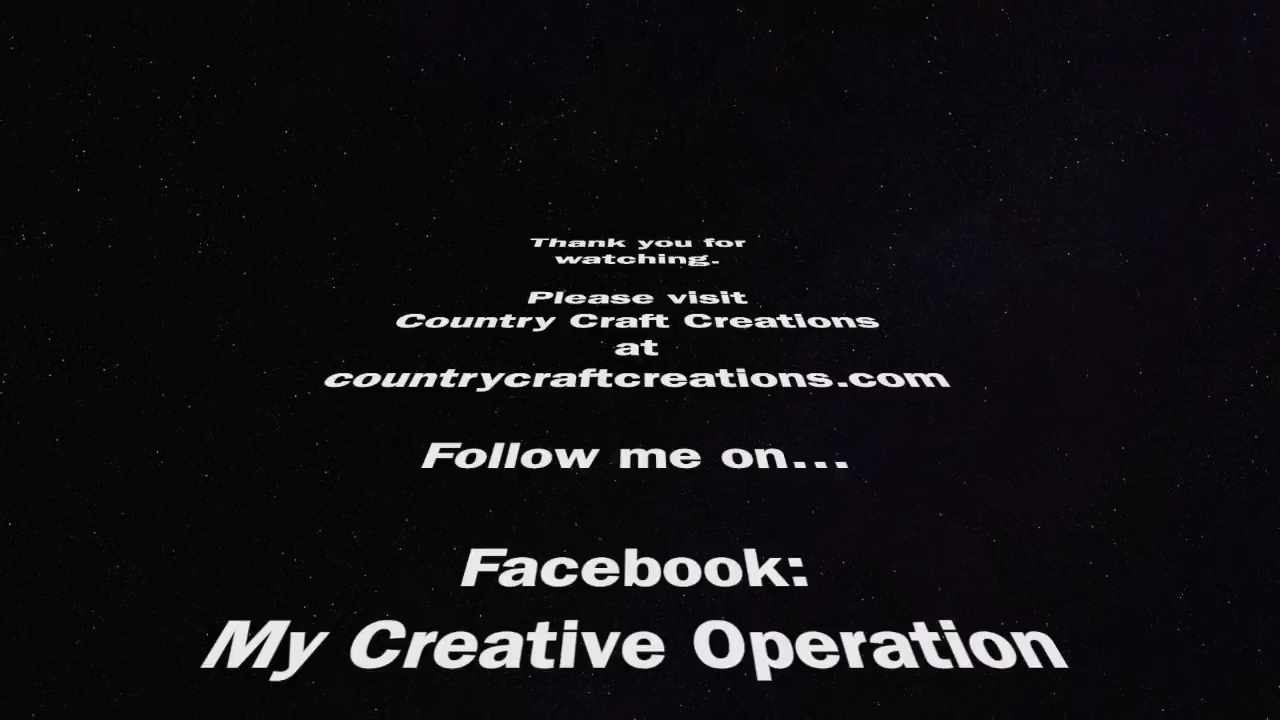 Thank you for
watching.
Please visit
Country Craft Creations
at
countrycraftcreations.com
Follow me on...
Facebook:
My Creative Operation